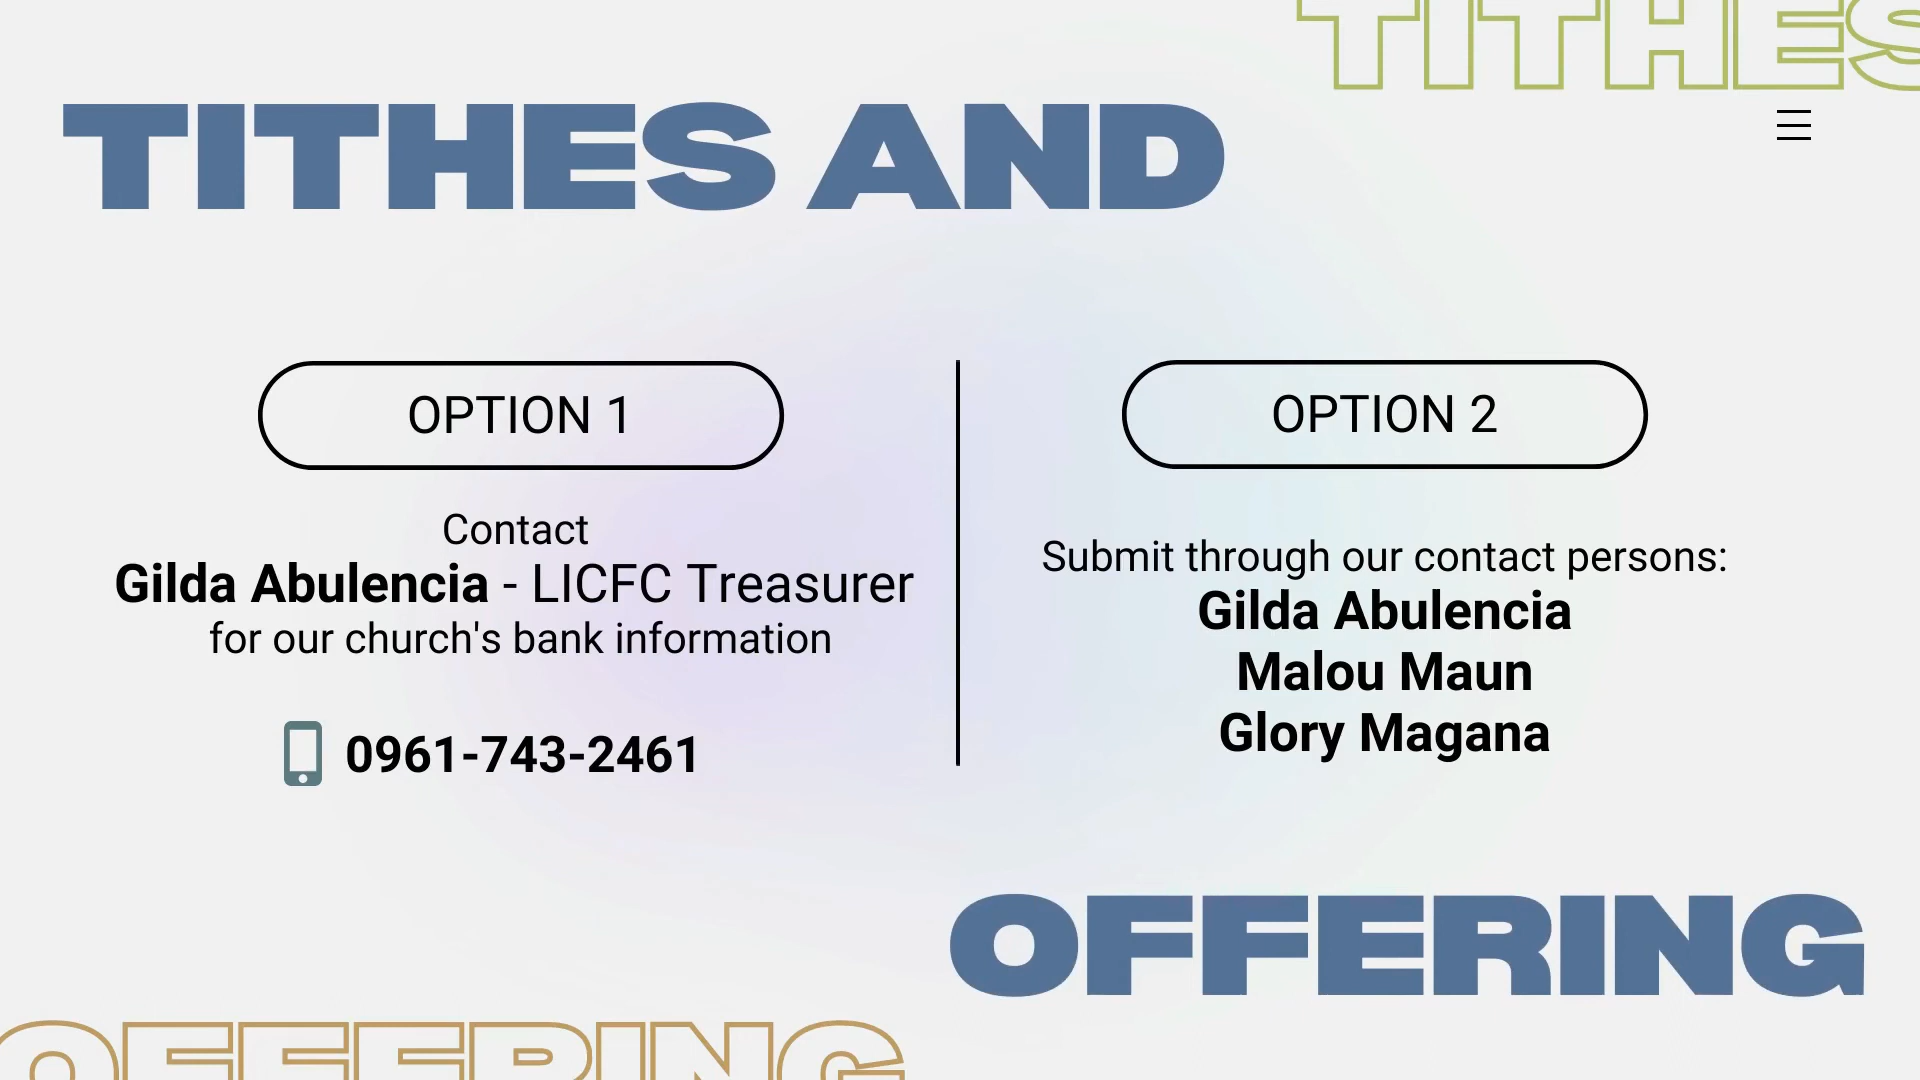 TITHES
TITHES AND
OPTION 1
Contact
Gilda Abulencia - LICFC Treasurer
for our church's bank information
0961-743-2461
OPTION 2
Submit through our contact persons:
Gilda Abulencia
Malou Maun
Glory Magana
OFFERING
OFFERING